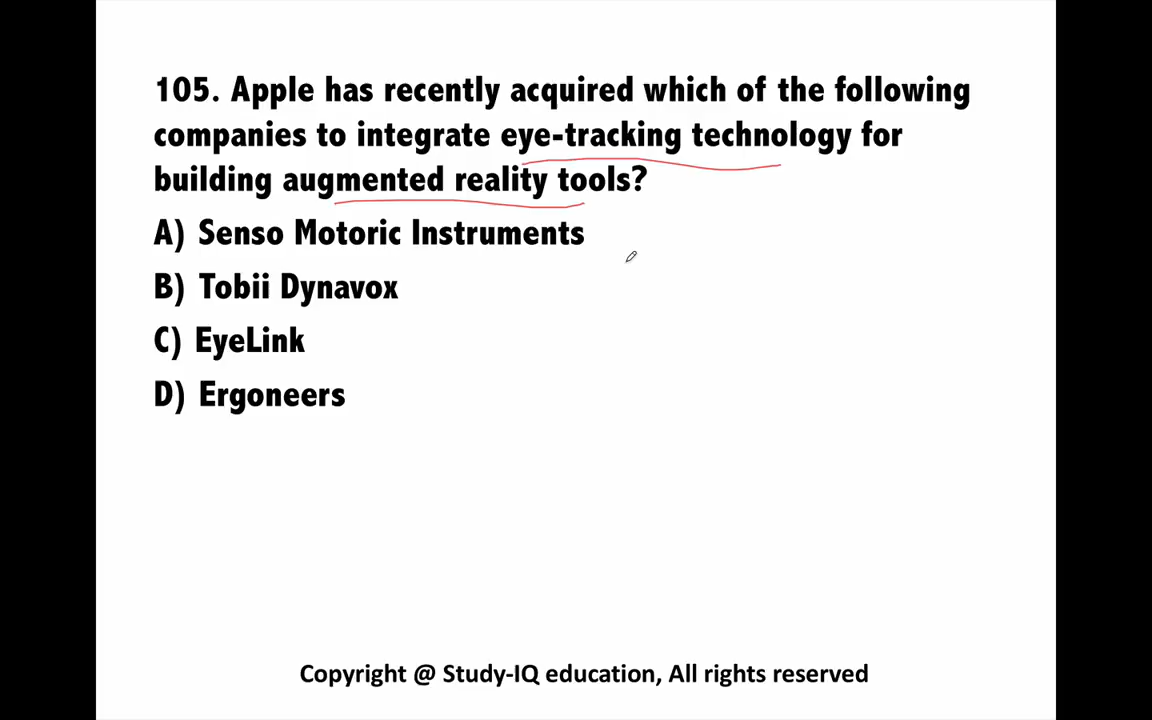 105. Apple has recently acquired which of the following
companies to integrate eye-tracking technology for
building augmented reality tools?
A) Senso Motoric Instruments
B) Tobii Dynavox
C) EyeLink
D) Ergoneers
Copyright @ Study-IQ education, All rights reserved